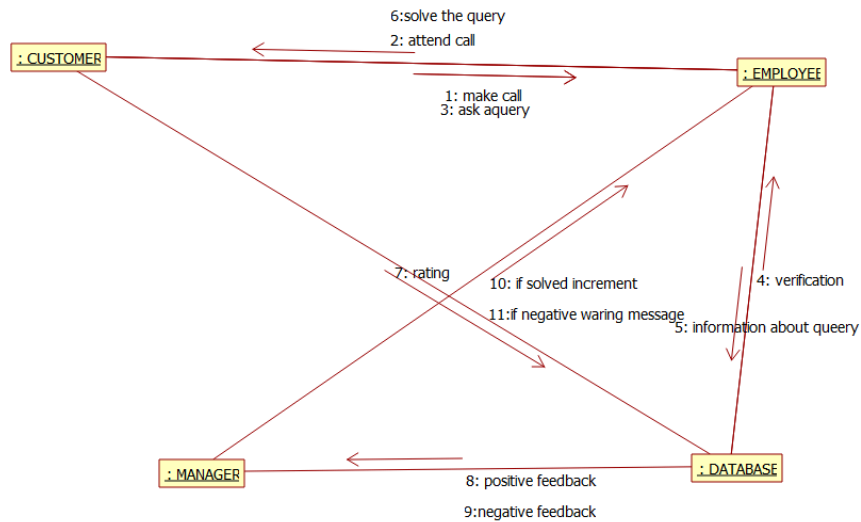 6:solve the query
2: attend call
: CUSTOMER
: EMPLOYEE
1: make call
3: ask aquery
7: rating
10: if solved increment
4: verification
11:if negative waring message
5: information about queery
: MANAGER
: DATABASE
8: positive feedback
9:negative feedback